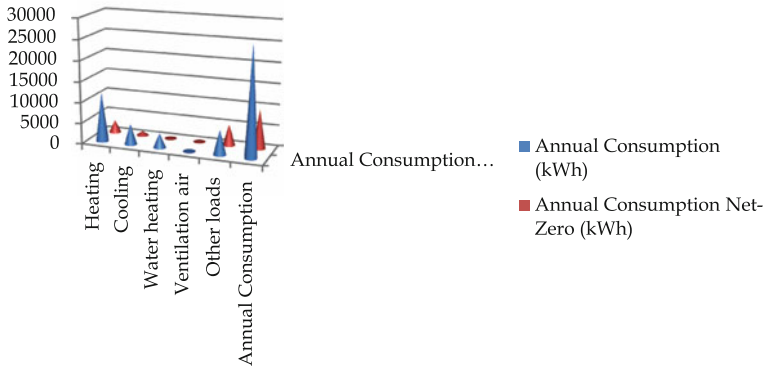 30000
25000
20000
15000
10000
5000
0
Heating
Cooling
Water heating
Ventilation air
Other loads
Annual Consumption
Annual Consumption…
Annual Consumption
(kWh)
Annual Consumption Net-
Zero (kWh)